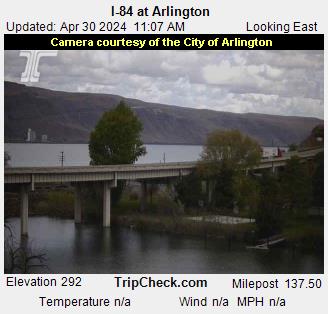 I-84 at Arlington
Updated: Apr 30 2024 11:07 AM Looking East
Camera courtesy of the City of Arlington
Elevation 292 TripCheck.com Milepost 137.50
Temperature n/a Wind n/a MPH n/a